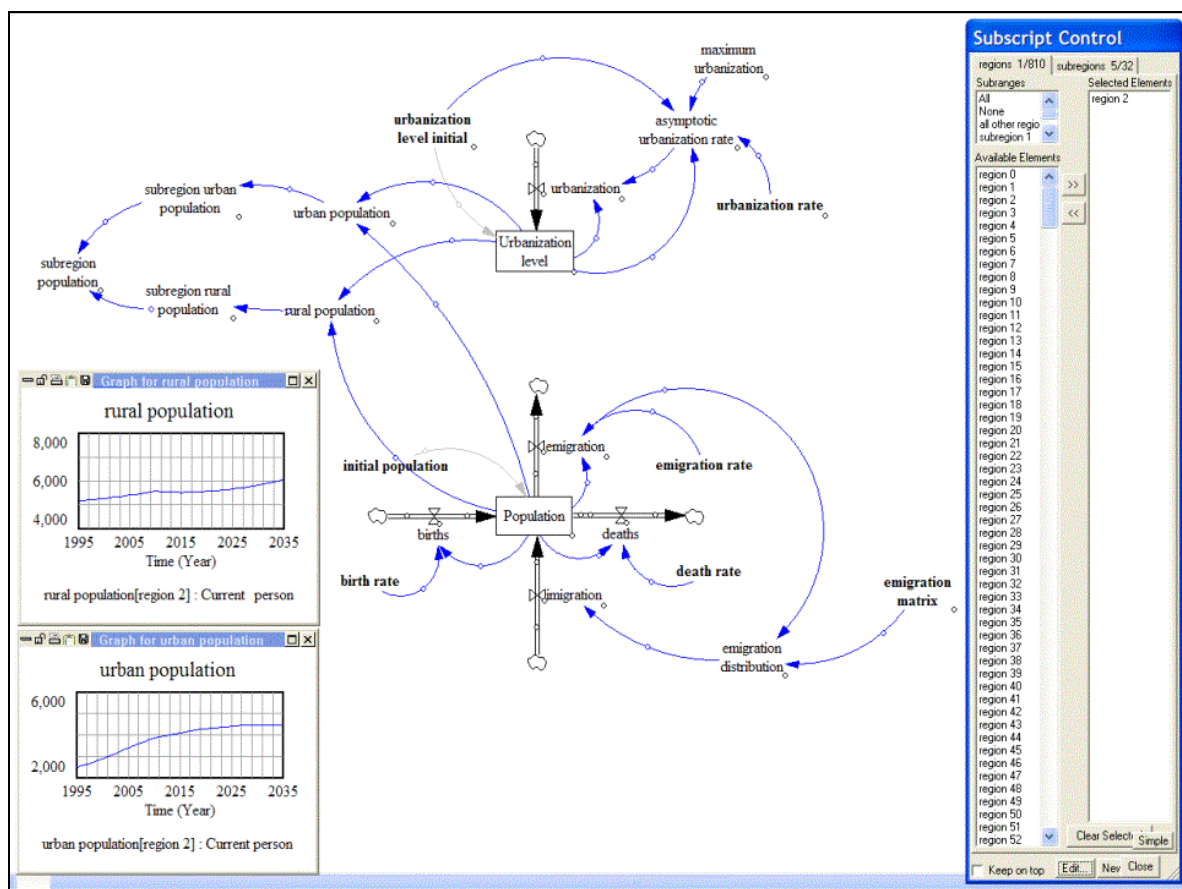 maximum
urbanization
urbanization
level initial
asymptotic
urbanization rate
urbanization
urbanization rate
subregion urban
population
urban population
Urbanization
level
subregion
population
subregion rural
population
rural population
emigration
initial population
emigration rate
Population
births
deaths
birth rate
death rate
imigration
emigration
matrix
emigration
distribution
Graph for rural population
rural population
8,000
6,000
4,000
1995 2005 2015 2025 2035
Time (Year)
rural population[region 2] : Current person
Graph for urban population
urban population
6,000
2,000
1995 2005 2015 2025 2035
Time (Year)
urban population[region 2] : Current person
Subscript Control
regions 1/810 subregions 5/32
Subranges Selected Elements
All
None
all other regio
subregion 1
region 2
Available Elements
region 0
region 1
region 2
region 3
region 4
region 5
region 6
region 7
region 8
region 9
region 10
region 11
region 12
region 13
region 14
region 15
region 16
region 17
region 18
region 19
region 20
region 21
region 22
region 23
region 24
region 25
region 26
region 27
region 28
region 29
region 30
region 31
region 32
region 33
region 34
region 35
region 36
region 37
region 38
region 39
region 40
region 41
region 42
region 43
region 44
region 45
region 46
region 47
region 48
region 49
region 50
region 51
region 52
>>
<<
Clear Selecte
Simple
Keep on top Edit... New Close